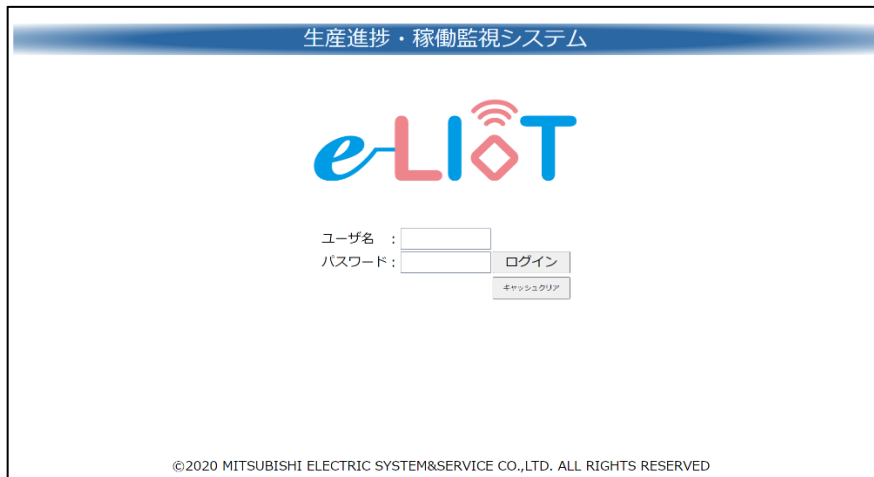 生産進捗・稼働監視システム
e-LIoT
ユーザ名 :
パスワード: ログイン
キャッシュクリア
©2020 MITSUBISHI ELECTRIC SYSTEM&SERVICE CO.,LTD. ALL RIGHTS RESERVED